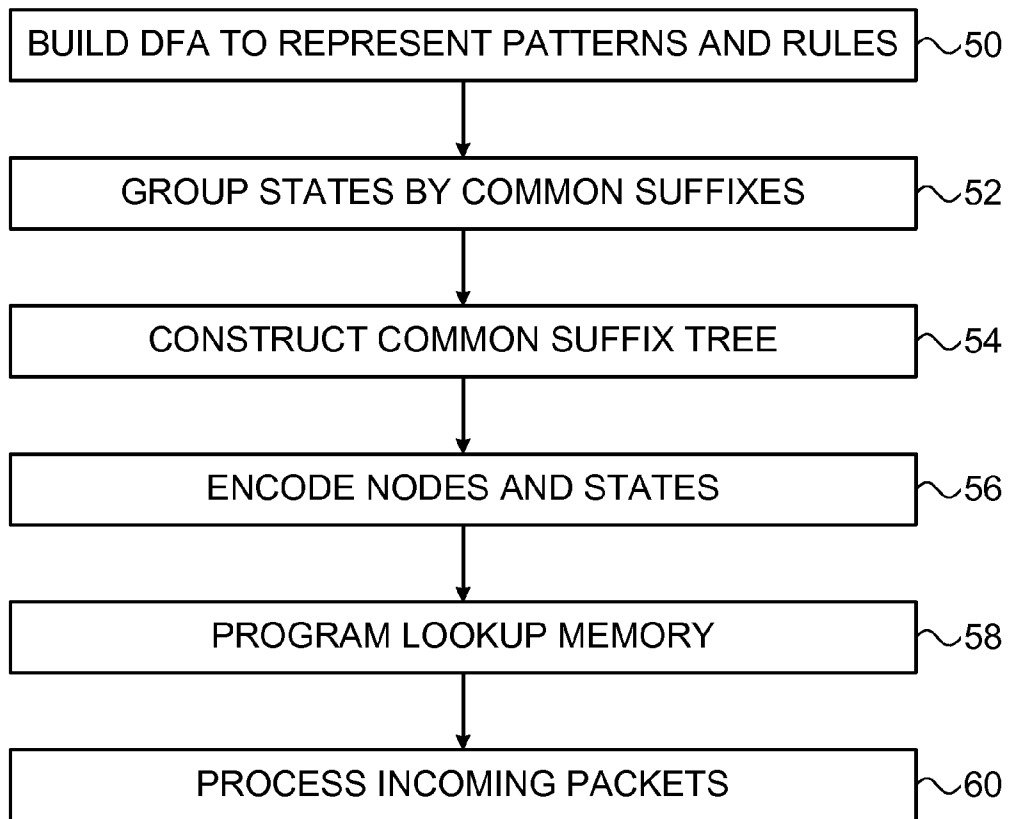 BUILD DFA TO REPRESENT PATTERNS AND RULES 50
GROUP STATES BY COMMON SUFFIXES 52
CONSTRUCT COMMON SUFFIX TREE 54
ENCODE NODES AND STATES 56
PROGRAM LOOKUP MEMORY 58
PROCESS INCOMING PACKETS 60